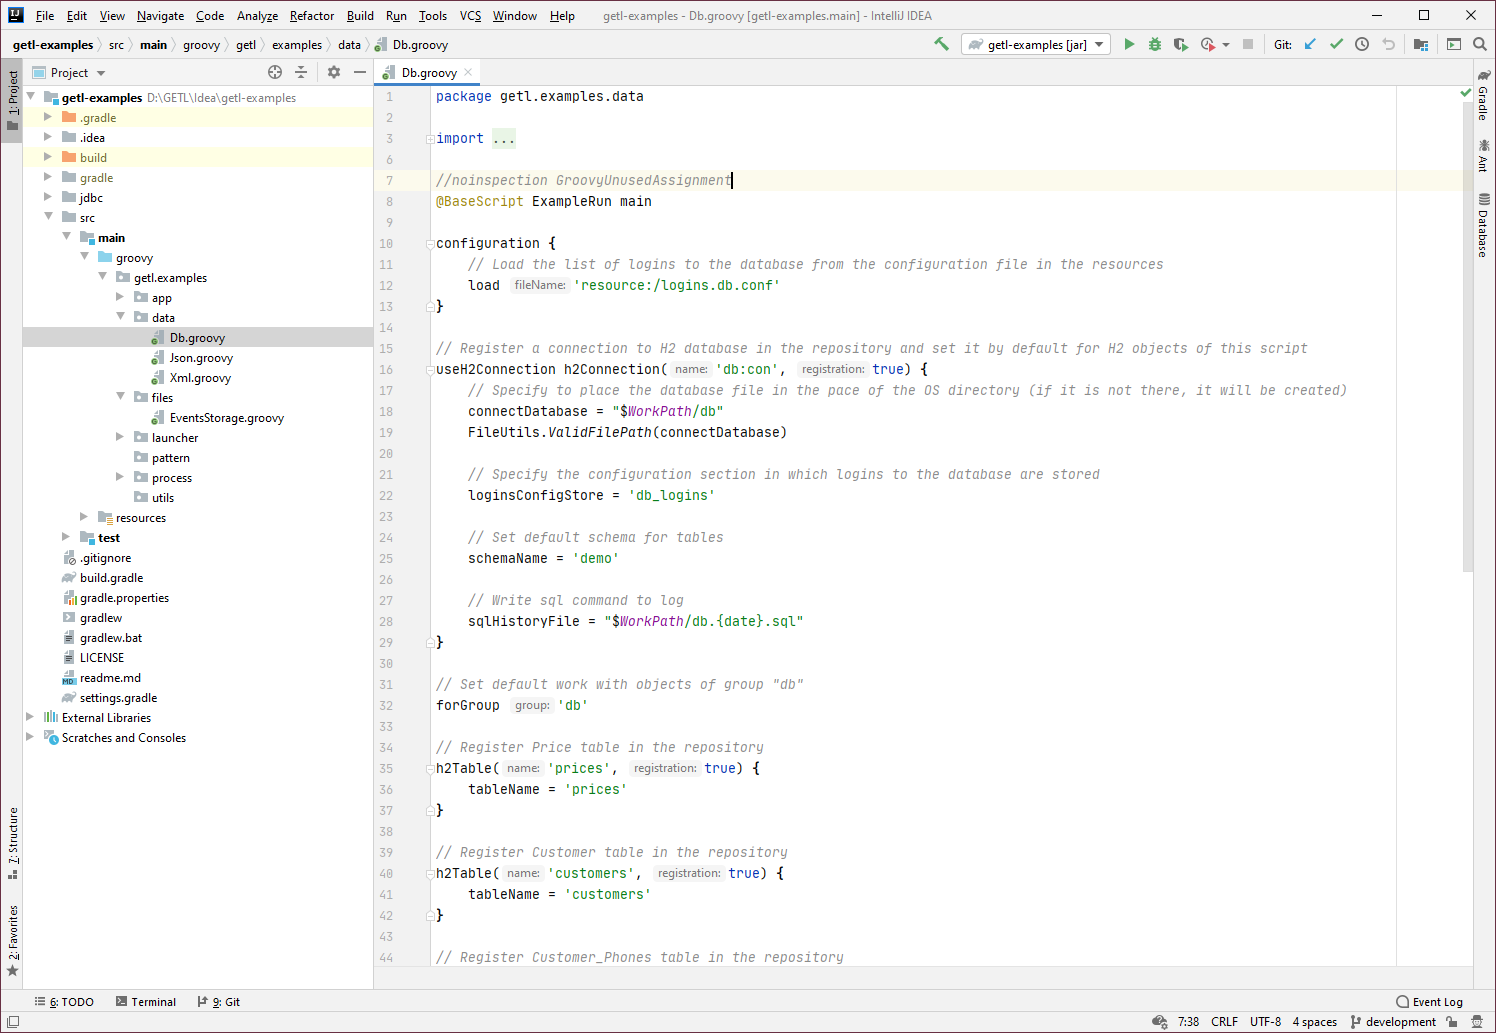 File Edit View Navigate Code Analyze Refactor Build Run Tools VCS Window Help getl-examples - Db.groovy [getl-examples.main] - IntelliJ IDEA
getl-examples src main groovy getl examples data Db.groovy getl-examples [jar] Git:
Project Db.groovy
1: Project
7: Structure
2: Favorites
getl-examples D:\GETL\Idea\getl-examples
.gradle
.idea
build
gradle
jdbc
src
main
groovy
getl.examples
app
data
Db.groovy
Json.groovy
Xml.groovy
files
EventsStorage.groovy
launcher
pattern
process
utils
resources
test
.gitignore
build.gradle
gradle.properties
gradlew
gradlew.bat
LICENSE
readme.md
settings.gradle
External Libraries
Scratches and Consoles
1 package getl.examples.data
2
3 import ...
6
7 //noinspection GroovyUnusedAssignment
8 @BaseScript ExampleRun main
9
10 configuration {
11 // Load the list of logins to the database from the configuration file in the resources
12 load fileName: 'resource:/logins.db.conf'
13 }
14
15 // Register a connection to H2 database in the repository and set it by default for H2 objects of this script
16 useH2Connection h2Connection( name: 'db:con', registration: true) {
17 // Specify to place the database file in the pace of the OS directory (if it is not there, it will be created)
18 connectDatabase = "$WorkPath/db"
19 FileUtils.ValidFilePath(connectDatabase)
20
21 // Specify the configuration section in which logins to the database are stored
22 loginsConfigStore = 'db_logins'
23
24 // Set default schema for tables
25 schemaName = 'demo'
26
27 // Write sql command to log
28 sqlHistoryFile = "$WorkPath/db.{date}.sql"
29 }
30
31 // Set default work with objects of group "db"
32 forGroup group: 'db'
33
34 // Register Price table in the repository
35 h2Table( name: 'prices', registration: true) {
36 tableName = 'prices'
37 }
38
39 // Register Customer table in the repository
40 h2Table( name: 'customers', registration: true) {
41 tableName = 'customers'
42 }
43
44 // Register Customer_Phones table in the repository
Gradle
Ant
Database
6: TODO Terminal 9: Git Event Log
7:38 CRLF UTF-8 4 spaces development